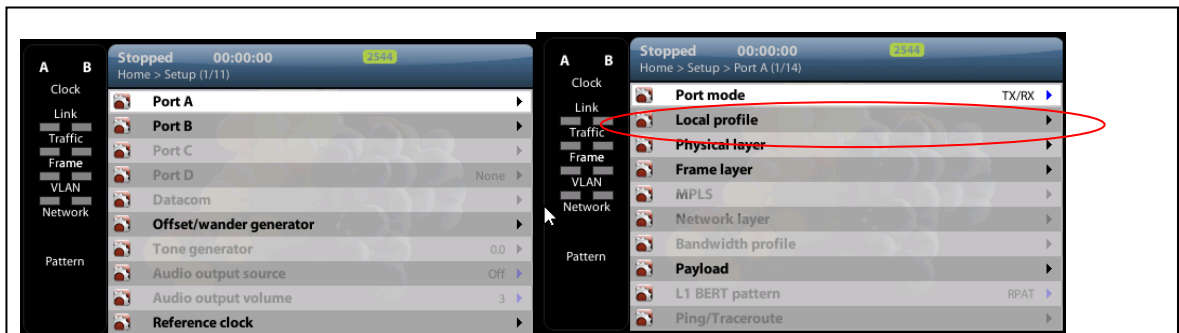 A B
Clock
Link
Traffic
Frame
VLAN
Network
Pattern
Stopped 00:00:00 2544
Home > Setup (1/11)
Port A
Port B
Port C
Port D None
Datacom
Offset/wander generator
Tone generator 0.0
Audio output source Off
Audio output volume 3
Reference clock
A B
Clock
Link
Traffic
Frame
VLAN
Network
Pattern
Stopped 00:00:00 2544
Home > Setup > Port A (1/14)
Port mode TX/RX
Local profile
Physical layer
Frame layer
MPLS
Network layer
Bandwidth profile
Payload
L1 BERT pattern RPAT
Ping/Traceroute